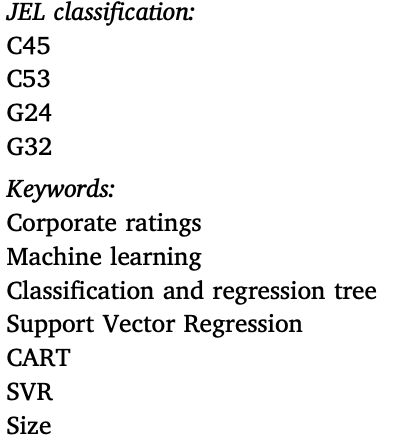 JEL classification:
C45
C53
G24
G32
Keywords:
Corporate ratings
Machine learning
Classification and regression tree
Support Vector Regression
CART
SVR
Size